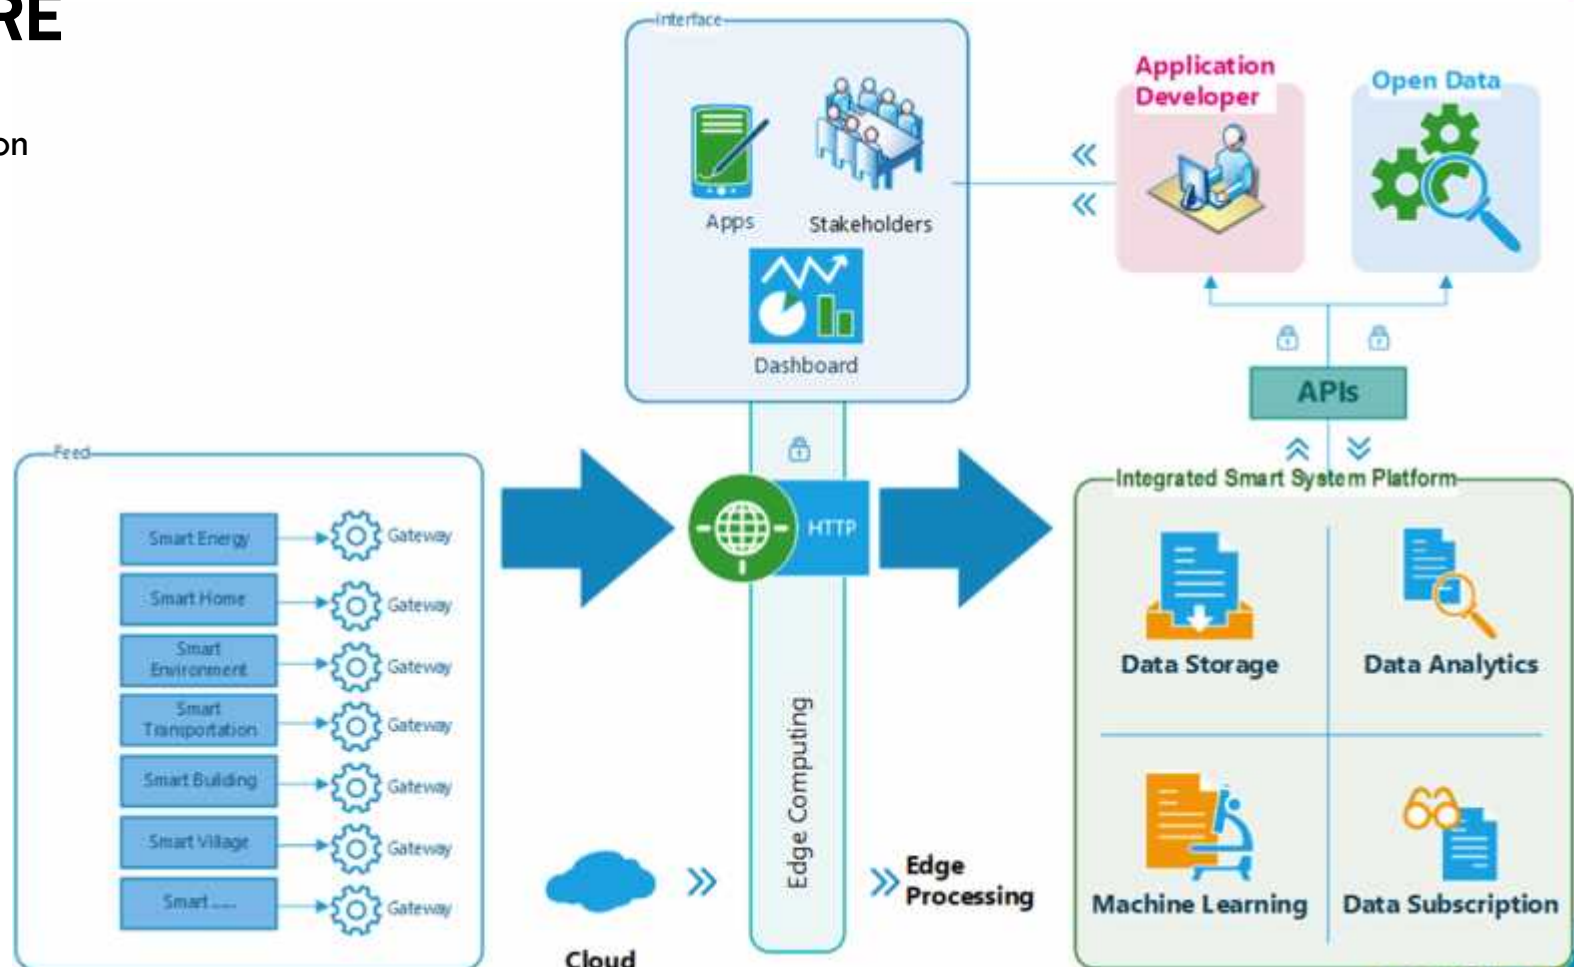 RE
on
Interface
Apps
Stakeholders
Dashboard
Application
Developer
Open Data
APIs
Feed
Smart Energy
Gateway
Smart Home
Gateway
Smart
Environment
Gateway
Smart
Transportation
Gateway
Smart Building
Gateway
Smart Village
Gateway
Smart .....
Gateway
HTTP
Edge Computing
Cloud
Edge
Processing
Integrated Smart System Platform
Data Storage
Data Analytics
Machine Learning
Data Subscription